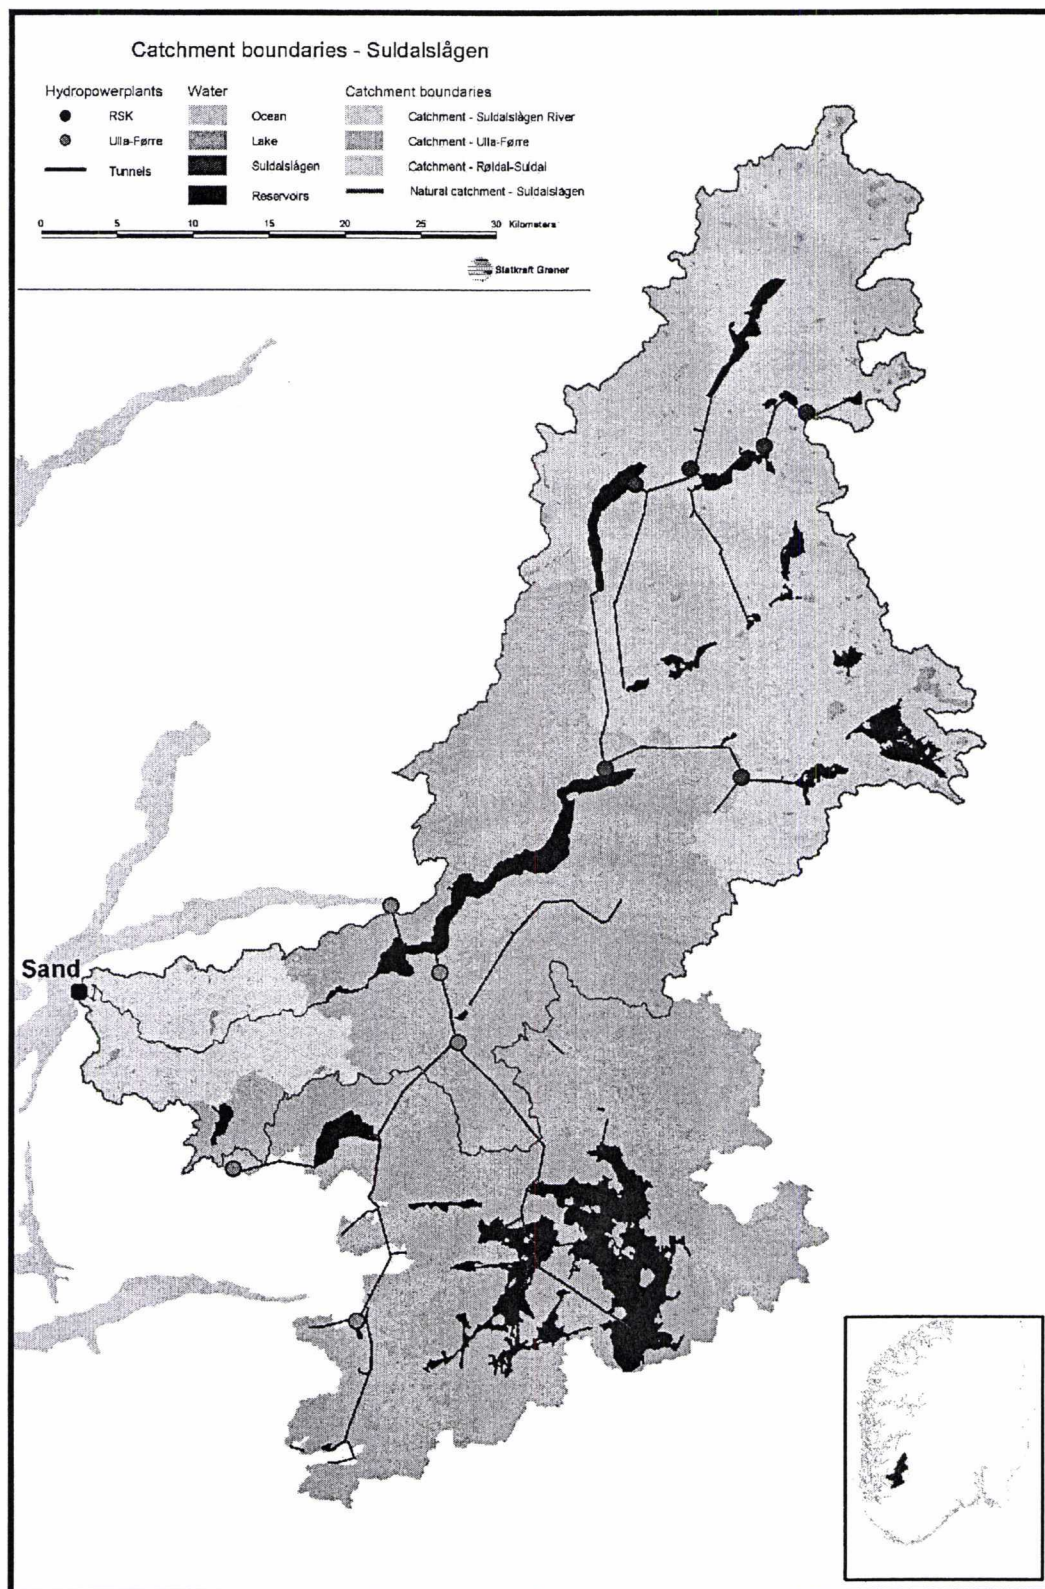 Catchment boundaries - Suldalslågen
Hydropowerplants
RSK
Ulla-Førre
Tunnels
Water
Ocean
Lake
Suldalslågen
Reservoirs
Catchment boundaries
Catchment - Suldalslågen River
Catchment - Ulla-Førre
Catchment - Røldal-Suldal
Natural catchment - Suldalslågen
0 5 10 15 20 25 30 Kilometers
Statkraft Grøner
Sand